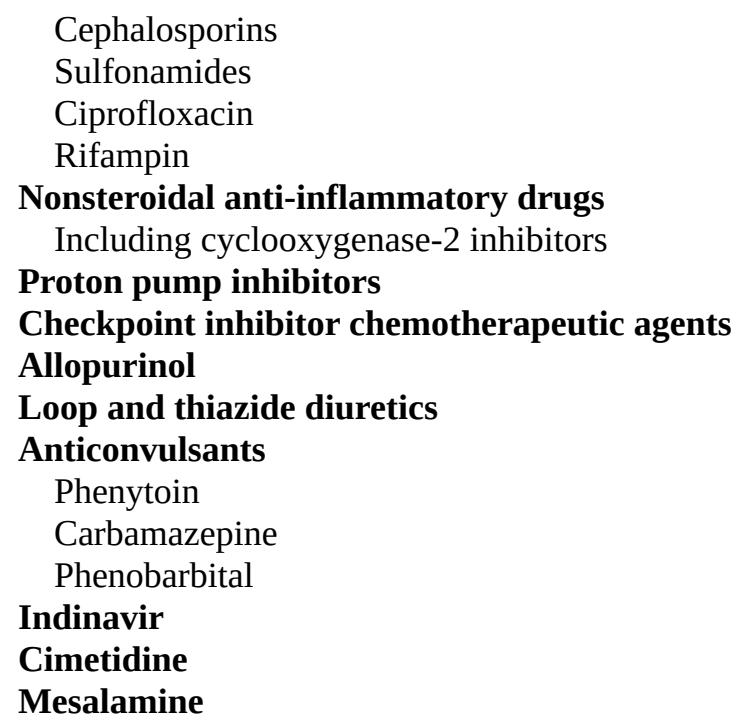 Cephalosporins
Sulfonamides
Ciprofloxacin
Rifampin
Nonsteroidal anti-inflammatory drugs
Including cyclooxygenase-2 inhibitors
Proton pump inhibitors
Checkpoint inhibitor chemotherapeutic agents
Allopurinol
Loop and thiazide diuretics
Anticonvulsants
Phenytoin
Carbamazepine
Phenobarbital
Indinavir
Cimetidine
Mesalamine